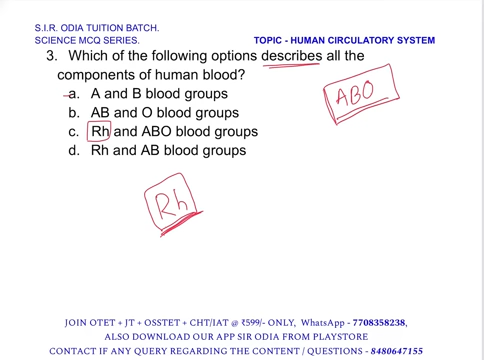 S.I.R. ODIA TUITION BATCH.
SCIENCE MCQ SERIES. TOPIC - HUMAN CIRCULATORY SYSTEM
3. Which of the following options describes all the
components of human blood?
a. A and B blood groups
ABO
b. AB and O blood groups
c. Rh and ABO blood groups
d. Rh and AB blood groups
Rh
JOIN OTET + JT + OSSTET + CHT/IAT @ ₹599/- ONLY, WhatsApp - 7708358238,
ALSO DOWNLOAD OUR APP SIR ODIA FROM PLAYSTORE
CONTACT IF ANY QUERY REGARDING THE CONTENT / QUESTIONS - 8480647155